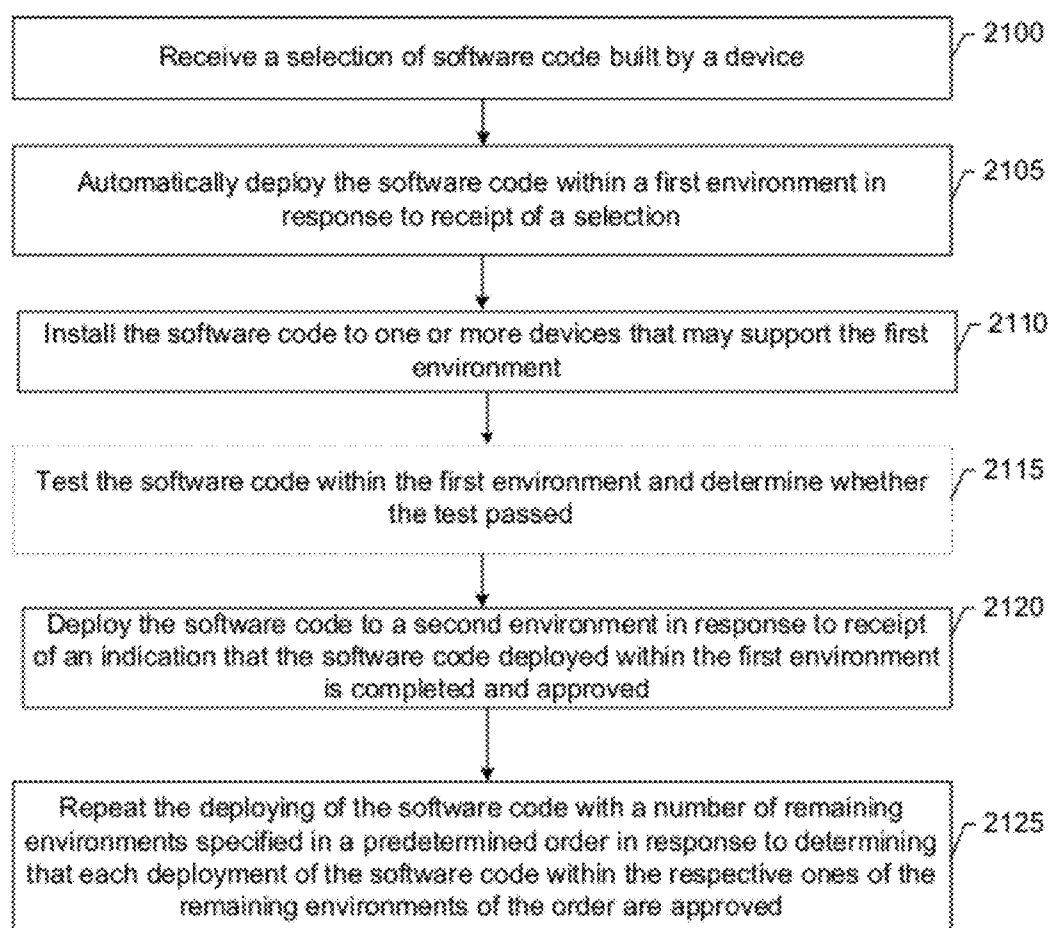 Receive a selection of software code built by a device
2100
Automatically deploy the software code within a first environment in
response to receipt of a selection
2105
Install the software code to one or more devices that may support the first
environment
2110
Test the software code within the first environment and determine whether
the test passed
2115
Deploy the software code to a second environment in response to receipt
of an indication that the software code deployed within the first environment
is completed and approved
2120
Repeat the deploying of the software code with a number of remaining
environments specified in a predetermined order in response to determining
that each deployment of the software code within the respective ones of the
remaining environments of the order are approved
2125